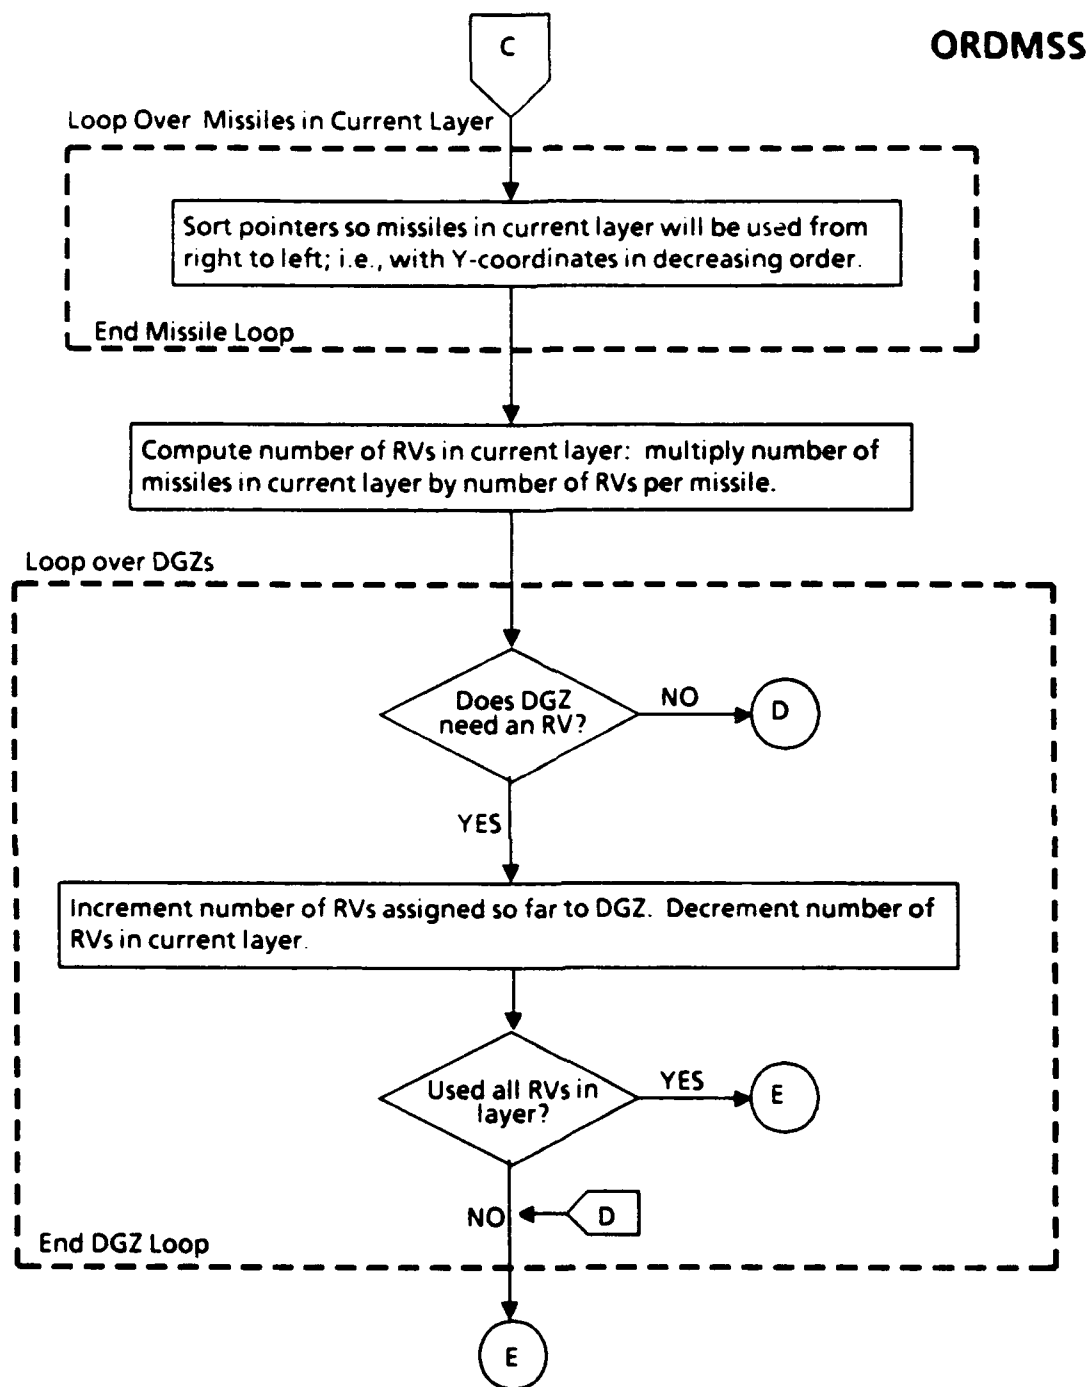 ORDMSS
C
Loop Over Missiles in Current Layer
Sort pointers so missiles in current layer will be used from
right to left; i.e., with Y-coordinates in decreasing order.
End Missile Loop
Compute number of RVs in current layer: multiply number of
missiles in current layer by number of RVs per missile.
Loop over DGZs
Does DGZ
need an RV?
NO
D
YES
Increment number of RVs assigned so far to DGZ. Decrement number of
RVs in current layer.
Used all RVs in
layer?
YES
E
NO
D
End DGZ Loop
E